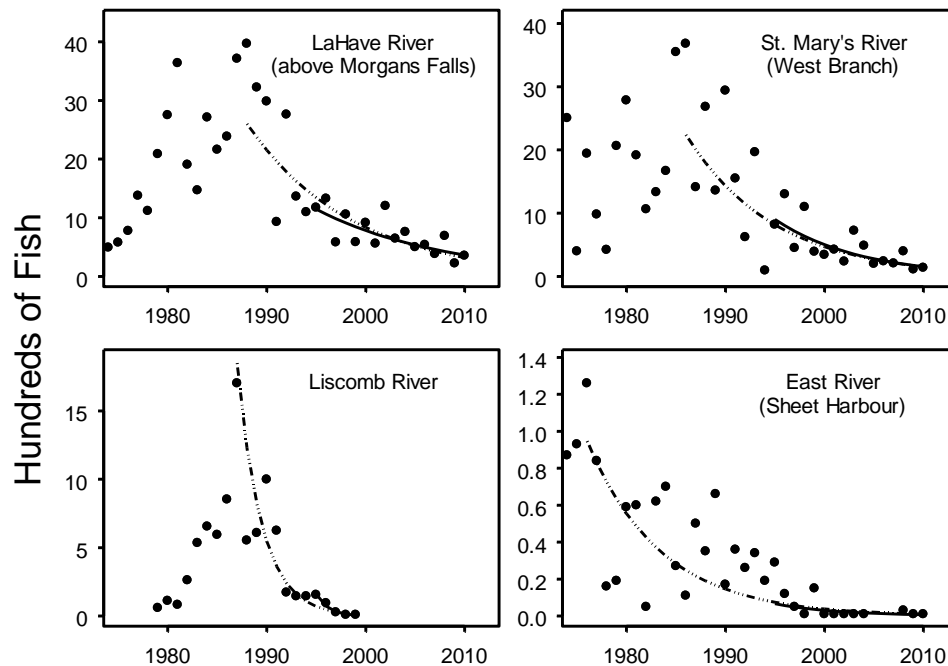 Hundreds of Fish
LaHave River
(above Morgans Falls)
40
30
20
10
0
1980 1990 2000 2010
St. Mary's River
(West Branch)
40
30
20
10
0
1980 1990 2000 2010
Liscomb River
15
10
5
0
1980 1990 2000 2010
East River
(Sheet Harbour)
1.4
1.2
1.0
0.8
0.6
0.4
0.2
0.0
1980 1990 2000 2010